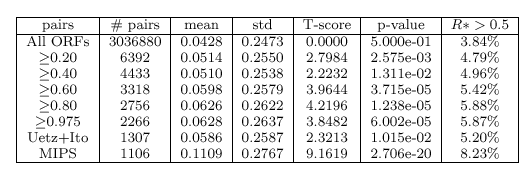 pairs # pairs mean std T-score p-value R∗ > 0.5
All ORFs 3036880 0.0428 0.2473 0.0000 5.000e-01 3.84%
≥0.20 6392 0.0514 0.2550 2.7984 2.575e-03 4.79%
≥0.40 4433 0.0510 0.2538 2.2232 1.311e-02 4.96%
≥0.60 3318 0.0598 0.2579 3.9644 3.715e-05 5.42%
≥0.80 2756 0.0626 0.2622 4.2196 1.238e-05 5.88%
≥0.975 2266 0.0628 0.2637 3.8482 6.002e-05 5.87%
Uetz+Ito 1307 0.0586 0.2587 2.3213 1.015e-02 5.20%
MIPS 1106 0.1109 0.2767 9.1619 2.706e-20 8.23%